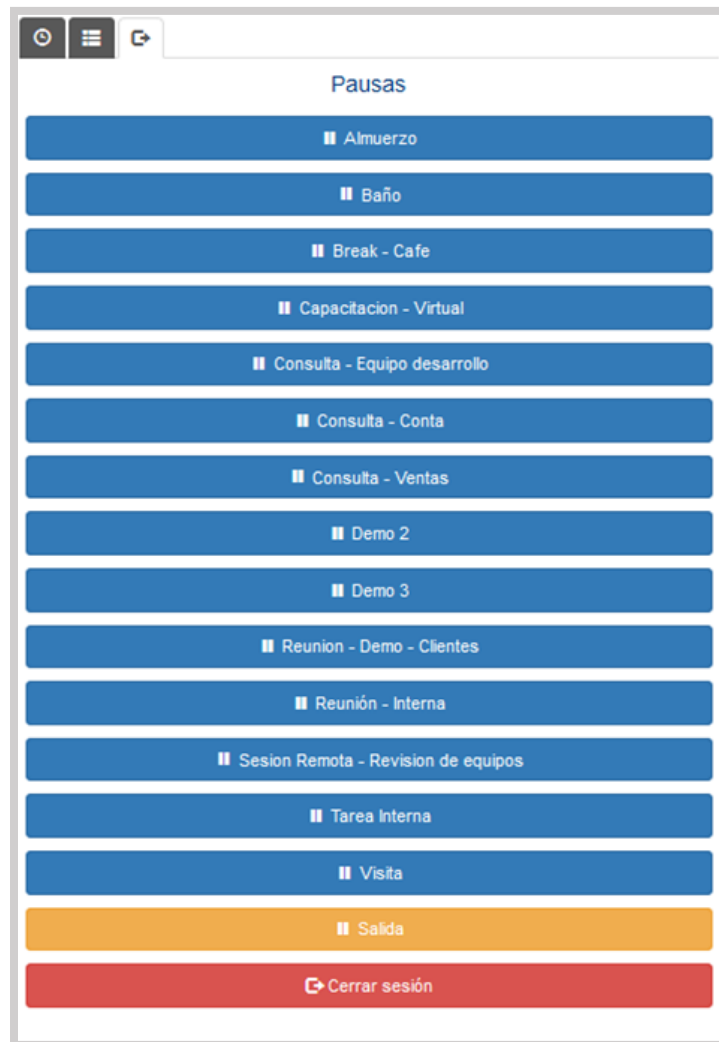 Pausas
Almuerzo
Baño
Break - Cafe
Capacitacion - Virtual
Consulta - Equipo desarrollo
Consulta - Conta
Consulta - Ventas
Demo 2
Demo 3
Reunion - Demo - Clientes
Reunión - Interna
Sesion Remota - Revision de equipos
Tarea Interna
Visita
Salida
Cerrar sesión